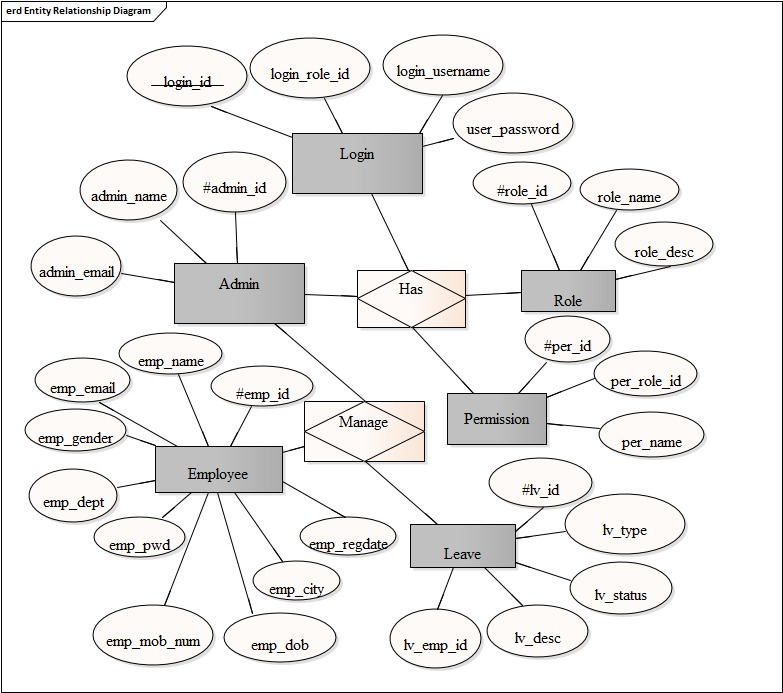 erd Entity Relationship Diagram
login_id
login_role_id
login_username
user_password
Login
admin_name
#admin_id
admin_email
Admin
#role_id
role_name
role_desc
Role
Has
#per_id
per_role_id
per_name
Permission
Manage
emp_name
emp_email
#emp_id
emp_gender
Employee
emp_dept
emp_pwd
emp_regdate
emp_city
emp_mob_num
emp_dob
#lv_id
lv_type
Leave
lv_status
lv_emp_id
lv_desc